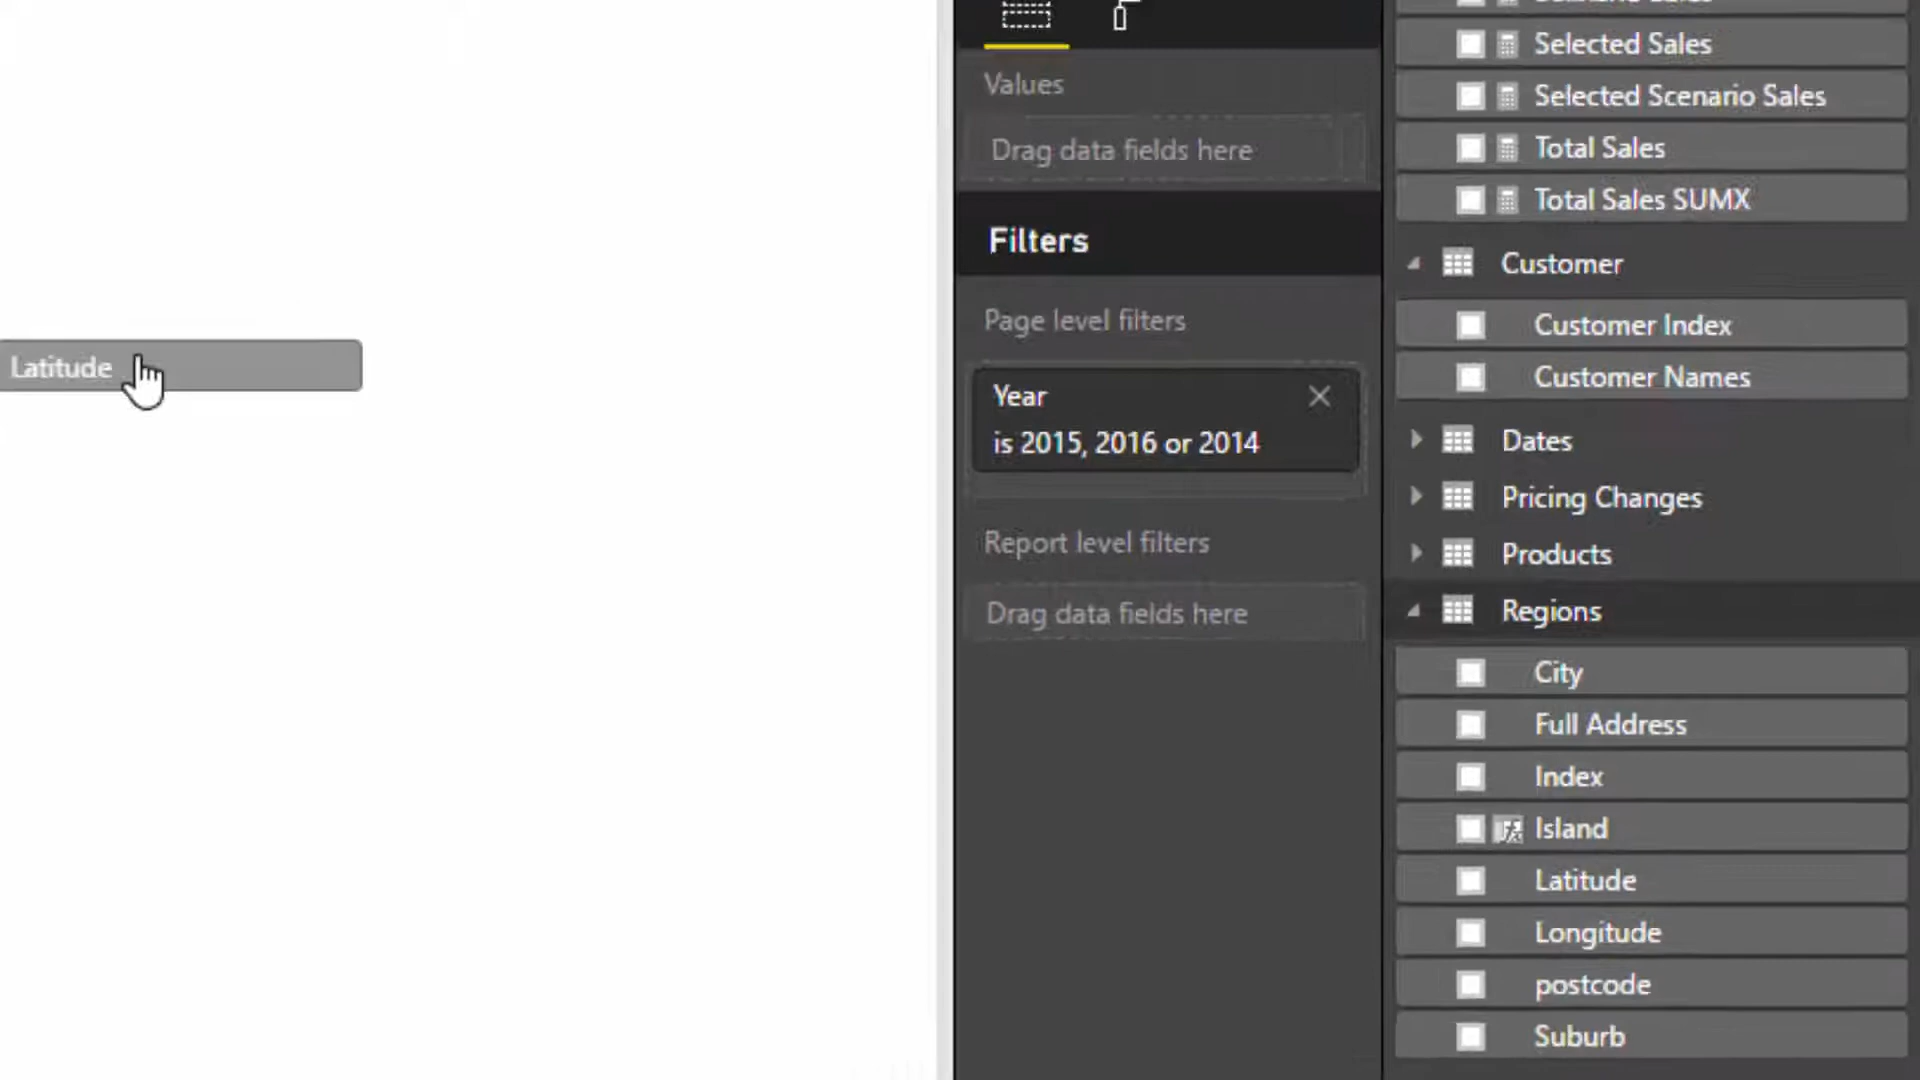 Latitude
Values
Drag data fields here
Filters
Page level filters
Year
is 2015, 2016 or 2014
Report level filters
Drag data fields here
Selected Sales
Selected Scenario Sales
Total Sales
Total Sales SUMX
Customer
Customer Index
Customer Names
Dates
Pricing Changes
Products
Regions
City
Full Address
Index
Island
Latitude
Longitude
postcode
Suburb